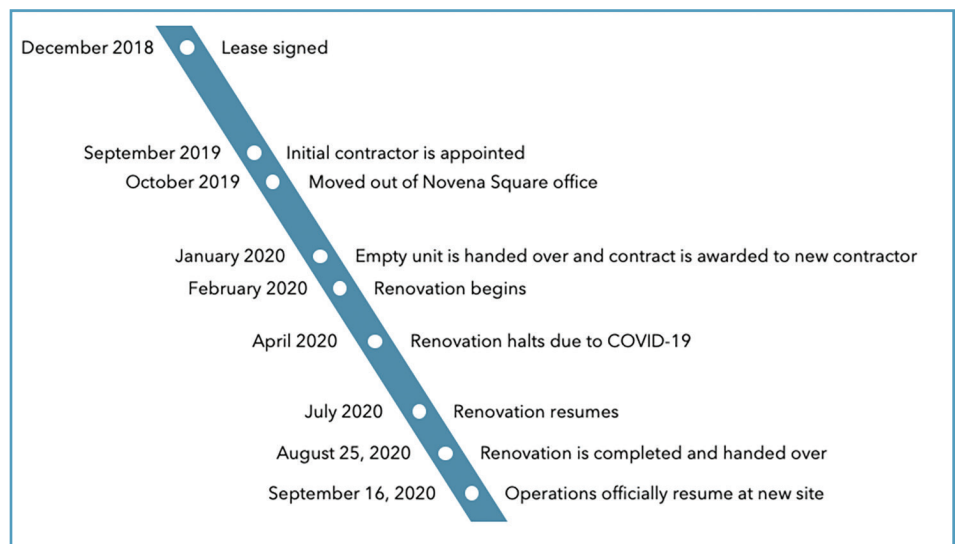 December 2018 Lease signed
September 2019 Initial contractor is appointed
October 2019 Moved out of Novena Square office
January 2020 Empty unit is handed over and contract is awarded to new contractor
February 2020 Renovation begins
April 2020 Renovation halts due to COVID-19
July 2020 Renovation resumes
August 25, 2020 Renovation is completed and handed over
September 16, 2020 Operations officially resume at new site